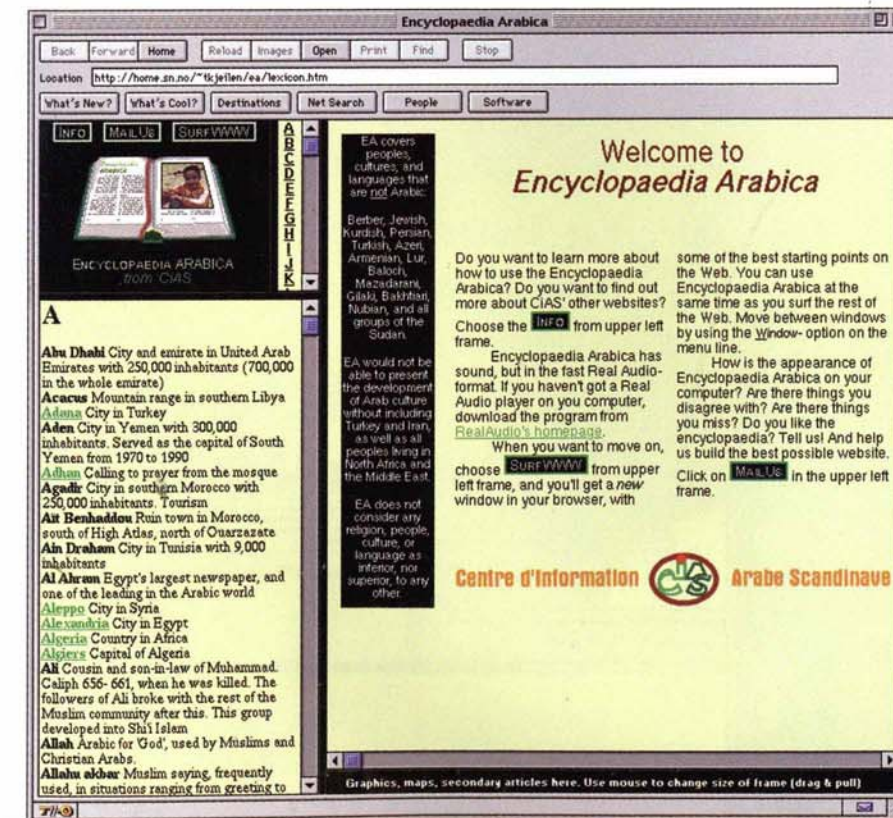 Encyclopaedia Arabica
Back Forward Home Reload Images Open Print Find Stop
Location http://home.sn.no/~tkjeilen/ea/lexicon.htm
What's New? What's Cool? Destinations Net Search People Software
INFO MAIL US SURF WWW
ENCYCLOPAEDIA ARABICA
from CiAS
A
B
C
D
E
F
G
H
I
J
K
A
Abu Dhabi City and emirate in United Arab
Emirates with 250,000 inhabitants (700,000
in the whole emirate)
Acacus Mountain range in southern Libya
Adana City in Turkey
Aden City in Yemen with 300,000
inhabitants. Served as the capital of South
Yemen from 1970 to 1990
Adhan Calling to prayer from the mosque
Agadir City in southern Morocco with
250,000 inhabitants. Tourism
Aït Benhaddou Ruin town in Morocco,
south of High Atlas, north of Ouarzazate
Ain Draham City in Tunisia with 9,000
inhabitants
Al Ahram Egypt's largest newspaper, and
one of the leading in the Arabic world
Aleppo City in Syria
Alexandria City in Egypt
Algeria Country in Africa
Algiers Capital of Algeria
Ali Cousin and son-in-law of Muhammad.
Caliph 656- 661, when he was killed. The
followers of Ali broke with the rest of the
Muslim community after this. This group
developed into Shi'i Islam
Allah Arabic for 'God', used by Muslims and
Christian Arabs.
Allahu akbar Muslim saying, frequently
used, in situations ranging from greeting to
EA covers
peoples,
cultures, and
languages that
are not Arabic:
Berber, Jewish,
Kurdish, Persian,
Turkish, Azeri,
Armenian, Lur,
Baloch,
Mazadarani,
Gilaki, Bakhtiari,
Nubian, and all
groups of the
Sudan.
EA would not be
able to present
the development
of Arab culture
without including
Turkey and Iran,
as well as all
peoples living in
North Africa and
the Middle East.
EA does not
consider any
religion, people,
culture, or
language as
inferior, nor
superior, to any
other.
Welcome to
Encyclopaedia Arabica
Do you want to learn more about
how to use the Encyclopaedia
Arabica? Do you want to find out
more about CiAS' other websites?
Choose the INFO from upper left
frame.
Encyclopaedia Arabica has
sound, but in the fast Real Audio-
format. If you haven't got a Real
Audio player on you computer,
download the program from
RealAudio's homepage.
When you want to move on,
choose SURF WWW from upper
left frame, and you'll get a new
window in your browser, with
some of the best starting points on
the Web. You can use
Encyclopaedia Arabica at the
same time as you surf the rest of
the Web. Move between windows
by using the Window- option on the
menu line.
How is the appearance of
Encyclopaedia Arabica on your
computer? Are there things you
disagree with? Are there things
you miss? Do you like the
encyclopaedia? Tell us! And help
us build the best possible website.
Click on MAIL US in the upper left
frame.
Centre d'Information CiAS Arabe Scandinave
Graphics, maps, secondary articles here. Use mouse to change size of frame (drag & pull)